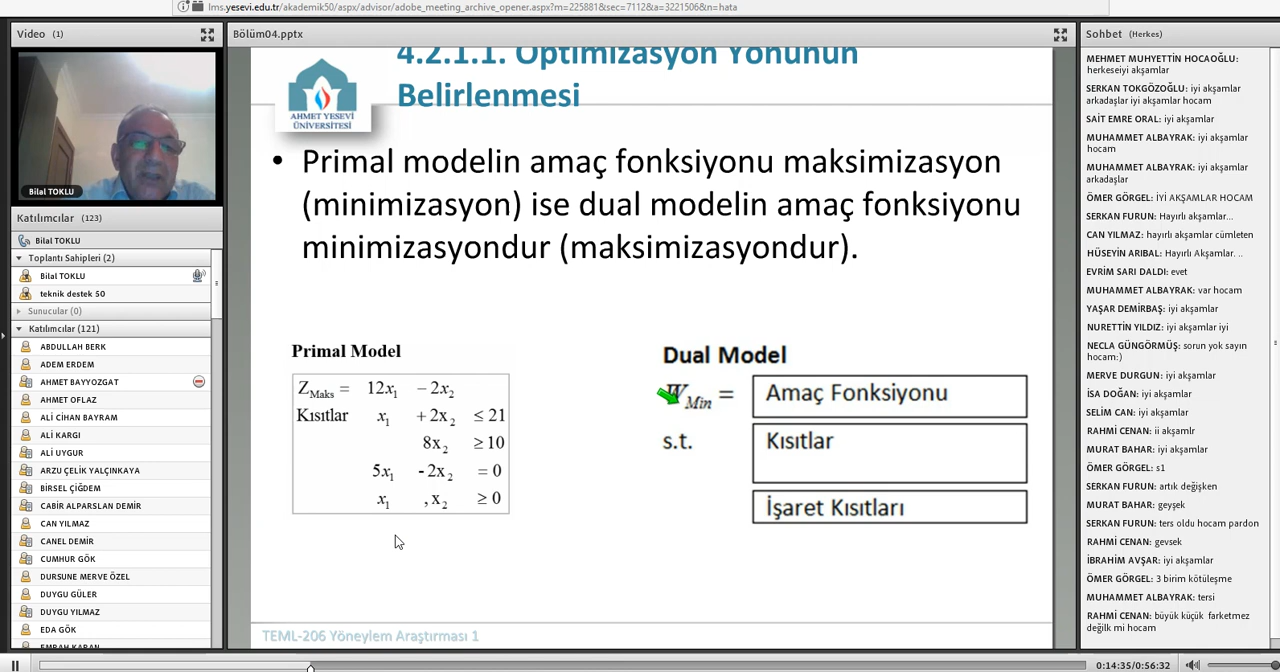 lms.yesevi.edu.tr/akademik50/aspx/advisor/adobe_meeting_archive_opener.aspx?m=225881&sec=7112&a=3221506&n=hata
Video (1)
Bilal TOKLU
Katılımcılar (123)
Bilal TOKLU
Toplantı Sahipleri (2)
Bilal TOKLU
teknik destek 50
Sunucular (0)
Katılımcılar (121)
ABDULLAH BERK
ADEM ERDEM
AHMET BAYYOZGAT
AHMET OFLAZ
ALİ CİHAN BAYRAM
ALİ KARGI
ALİ UYGUR
ARZU ÇELİK YALÇINKAYA
BİRSEL ÇİĞDEM
CABİR ALPARSLAN DEMİR
CAN YILMAZ
CANEL DEMİR
CUMHUR GÖK
DURSUNE MERVE ÖZEL
DUYGU GÜLER
DUYGU YILMAZ
EDA GÖK
EMRAH KARAN
Bölüm04.pptx
4.2.1.1. Optimizasyon Yönünün
Belirlenmesi
AHMET YESEVİ
ÜNİVERSİTESİ
• Primal modelin amaç fonksiyonu maksimizasyon
(minimizasyon) ise dual modelin amaç fonksiyonu
minimizasyondur (maksimizasyondur).
Primal Model
Z Maks = 12x1 – 2x2
Kısıtlar x1 + 2x2 ≤ 21
8x2 ≥ 10
5x1 - 2x2 = 0
x1 , x2 ≥ 0
Dual Model
W Min = Amaç Fonksiyonu
s.t. Kısıtlar
İşaret Kısıtları
TEML-206 Yöneylem Araştırması 1
Sohbet (Herkes)
MEHMET MUHYETTİN HOCAOĞLU:
herkeseiyi akşamlar
SERKAN TOKGÖZOĞLU: iyi akşamlar
arkadaşlar iyi akşamlar hocam
SAİT EMRE ORAL: iyi akşamlar
MUHAMMET ALBAYRAK: iyi akşamlar
hocam
MUHAMMET ALBAYRAK: iyi akşamlar
arkadaşlar
ÖMER GÖRGEL: İYİ AKŞAMLAR HOCAM
SERKAN FURUN: Hayırlı akşamlar...
CAN YILMAZ: hayırlı akşamlar cümleten
HÜSEYİN ARIBAL: Hayırlı Akşamlar. ..
EVRİM SARI DALDI: evet
MUHAMMET ALBAYRAK: var hocam
YAŞAR DEMİRBAŞ: iyi akşamlar
NURETTİN YILDIZ: iyi akşamlar iyi
NECLA GÜNGÖRMÜŞ: sorun yok sayın
hocam:)
MERVE DURGUN: iyi akşamlar
İSA DOĞAN: iyi akşamlar
SELİM CAN: iyi akşamlar
RAHMİ CENAN: ii akşamlr
MURAT BAHAR: iyi akşamlar
ÖMER GÖRGEL: s1
SERKAN FURUN: artık değişken
MURAT BAHAR: geyşek
SERKAN FURUN: ters oldu hocam pardon
RAHMİ CENAN: gevsek
İBRAHİM AVŞAR: iyi akşamlar
ÖMER GÖRGEL: 3 birim kötüleşme
MUHAMMET ALBAYRAK: tersi
RAHMİ CENAN: büyük küçük farketmez
değilk mi hocam
0:14:35/0:56:32